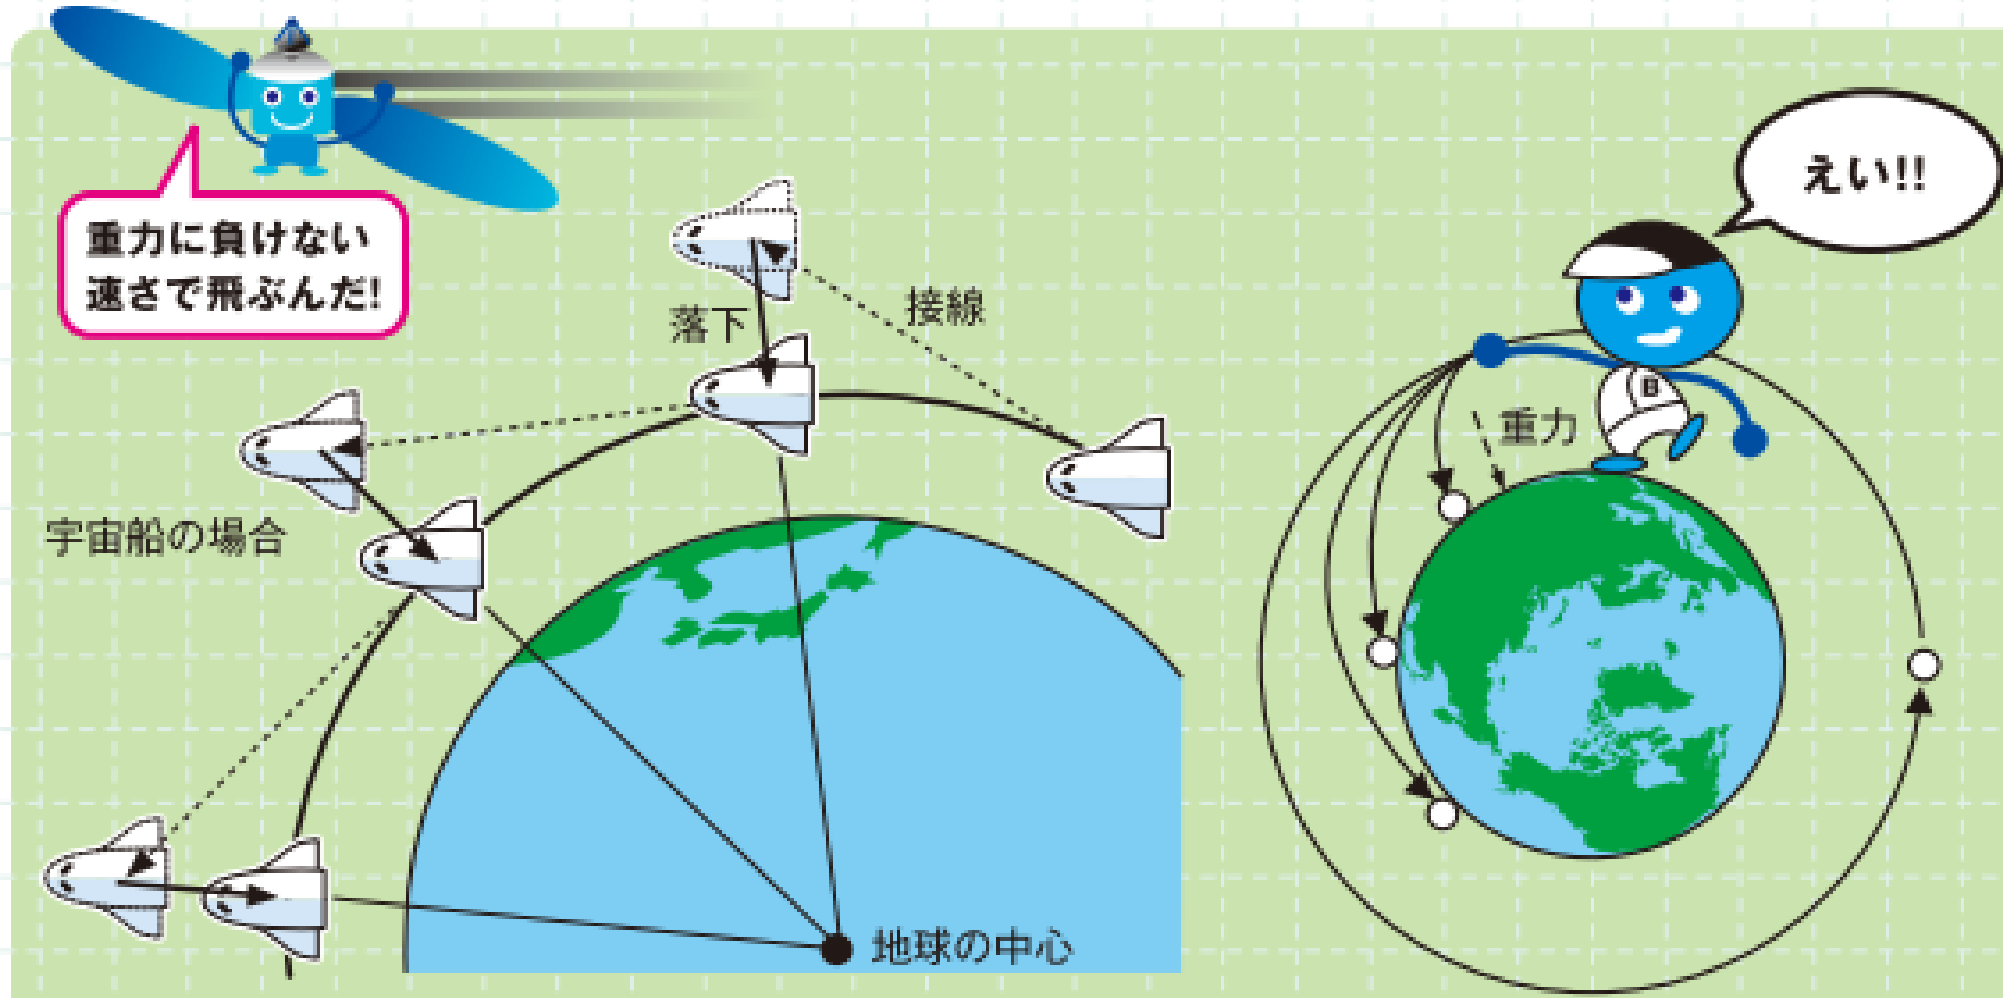 重力に負けない
速さで飛ぶんだ!
えい!!
落下
接線
宇宙船の場合
地球の中心
重力
B